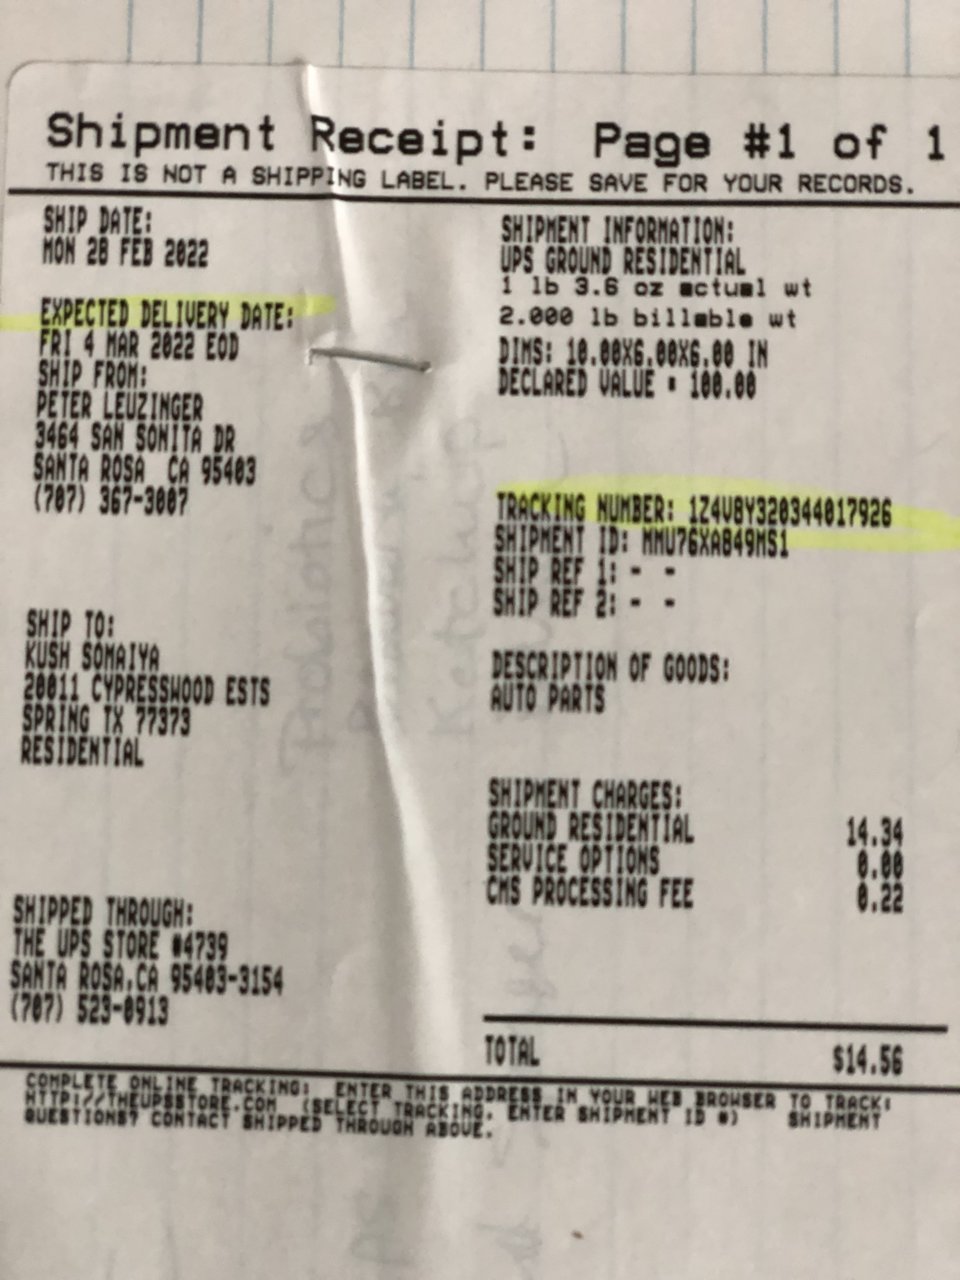 Shipment Receipt: Page #1 of 1
THIS IS NOT A SHIPPING LABEL. PLEASE SAVE FOR YOUR RECORDS.
SHIP DATE:
MON 28 FEB 2022
EXPECTED DELIVERY DATE:
FRI 4 MAR 2022 EOD
SHIP FROM:
PETER LEUZINGER
3464 SAN SONITA DR
SANTA ROSA CA 95403
(707) 367-3007
SHIP TO:
KUSH SOMAIYA
20011 CYPRESSWOOD ESTS
SPRING TX 77373
RESIDENTIAL
SHIPPED THROUGH:
THE UPS STORE #4739
SANTA ROSA,CA 95403-3154
(707) 523-0913
SHIPMENT INFORMATION:
UPS GROUND RESIDENTIAL
1 lb 3.6 oz actual wt
2.000 lb billable wt
DIMS: 10.00X6.00X6.00 IN
DECLARED VALUE = 100.00
TRACKING NUMBER: 1Z4V8Y320344017926
SHIPMENT ID: MMU76XA849MS1
SHIP REF 1: - -
SHIP REF 2: - -
DESCRIPTION OF GOODS:
AUTO PARTS
SHIPMENT CHARGES:
GROUND RESIDENTIAL 14.34
SERVICE OPTIONS 0.00
CMS PROCESSING FEE 0.22
TOTAL $14.56
COMPLETE ONLINE TRACKING: ENTER THIS ADDRESS IN YOUR WEB BROWSER TO TRACK:
HTTP://THEUPSSTORE.COM (SELECT TRACKING, ENTER SHIPMENT ID #) SHIPMENT
QUESTIONS? CONTACT SHIPPED THROUGH ABOVE.
Probiotics
Ketchup